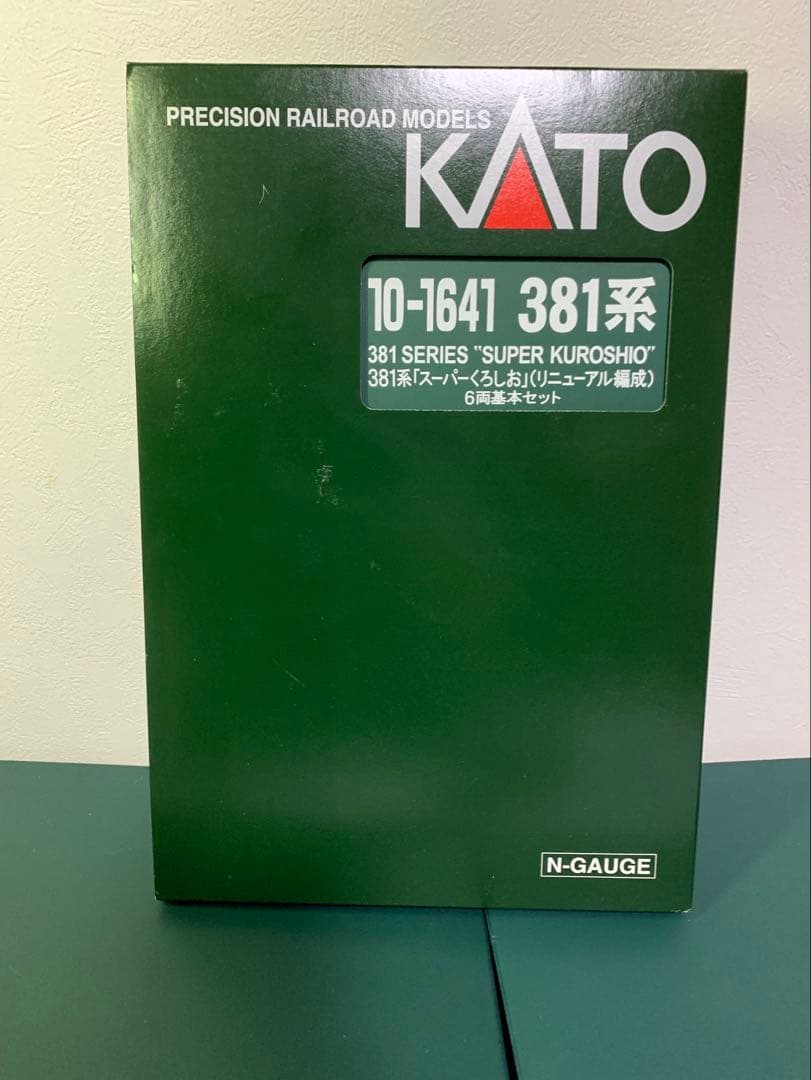 PRECISION RAILROAD MODELS
KATO
10-1641 381系
381 SERIES "SUPER KUROSHIO"
381系「スーパーくろしお」(リニューアル編成)
6両基本セット
N-GAUGE